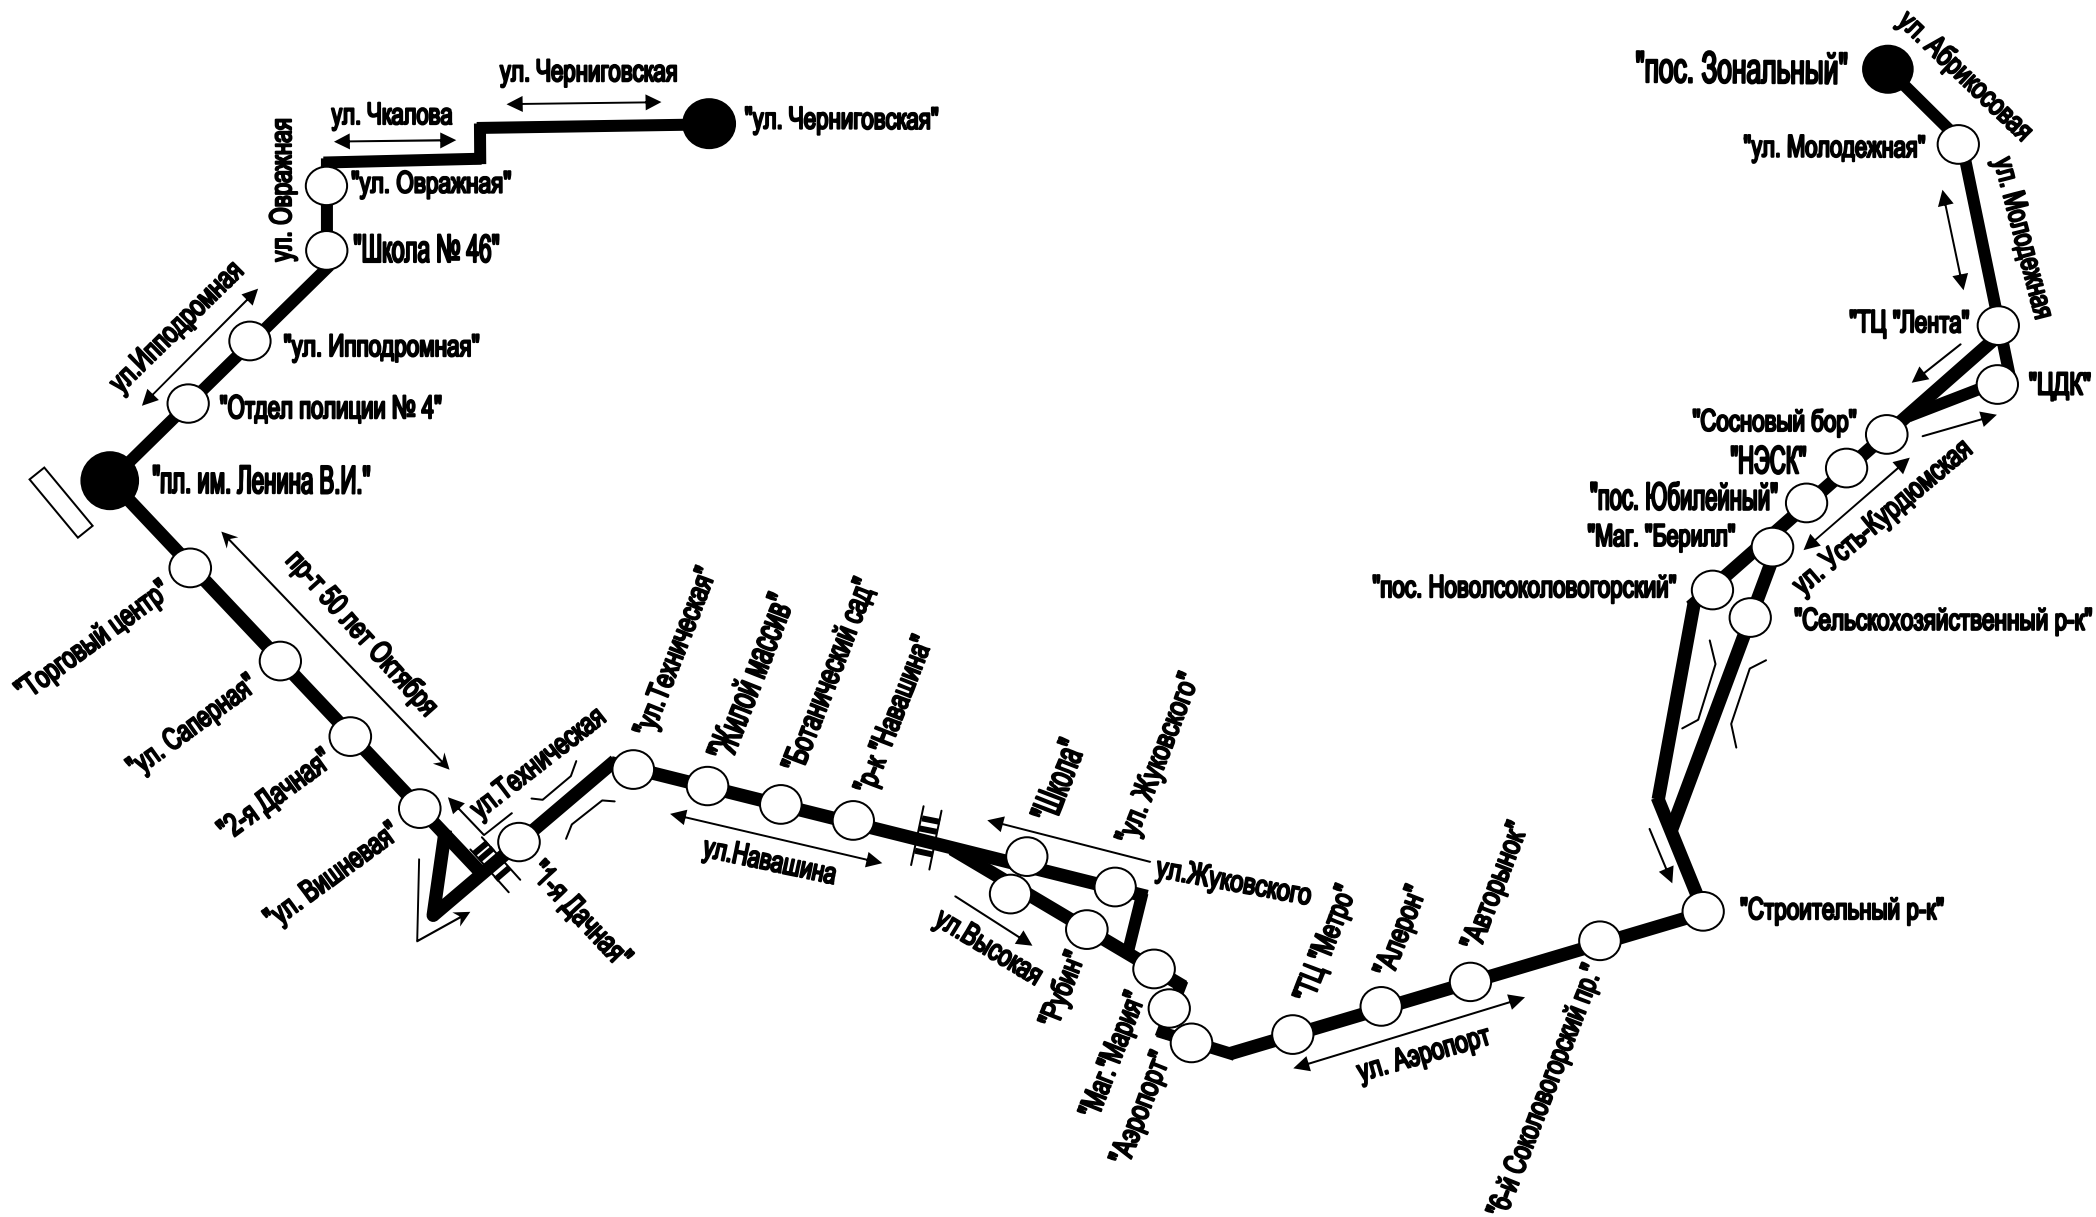 ул. Черниговская
ул. Чкалова
"ул. Черниговская"
ул. Овражная
"ул. Овражная"
"Школа № 46"
ул.Ипподромная
"ул. Ипподромная"
"Отдел полиции № 4"
"пл. им. Ленина В.И."
пр-т 50 лет Октября
"Торговый центр"
"ул. Саперная"
"2-я Дачная"
"ул. Вишневая"
ул.Техническая
"1-я Дачная"
"ул.Техническая"
"Жилой массив"
"Ботанический сад"
"р-к "Навашина"
ул.Навашина
"Школа"
"ул. Жуковского"
ул.Жуковского
ул.Высокая
"Рубин"
"Маг."Мария"
"Аэропорт"
"ТЦ "Метро"
"Алерон"
"Авторынок"
ул. Аэропорт
"6-й Соколовогорский пр."
"Строительный р-к"
"Сельскохозяйственный р-к"
"пос. Новолсоколовогорский"
"Маг. "Берилл"
"пос. Юбилейный"
"НЭСК"
"Сосновый бор"
ул. Усть-Курдюмская
"ЦДК"
"ТЦ "Лента"
ул. Молодежная
"ул. Молодежная"
ул. Абрикосовая
"пос. Зональный"